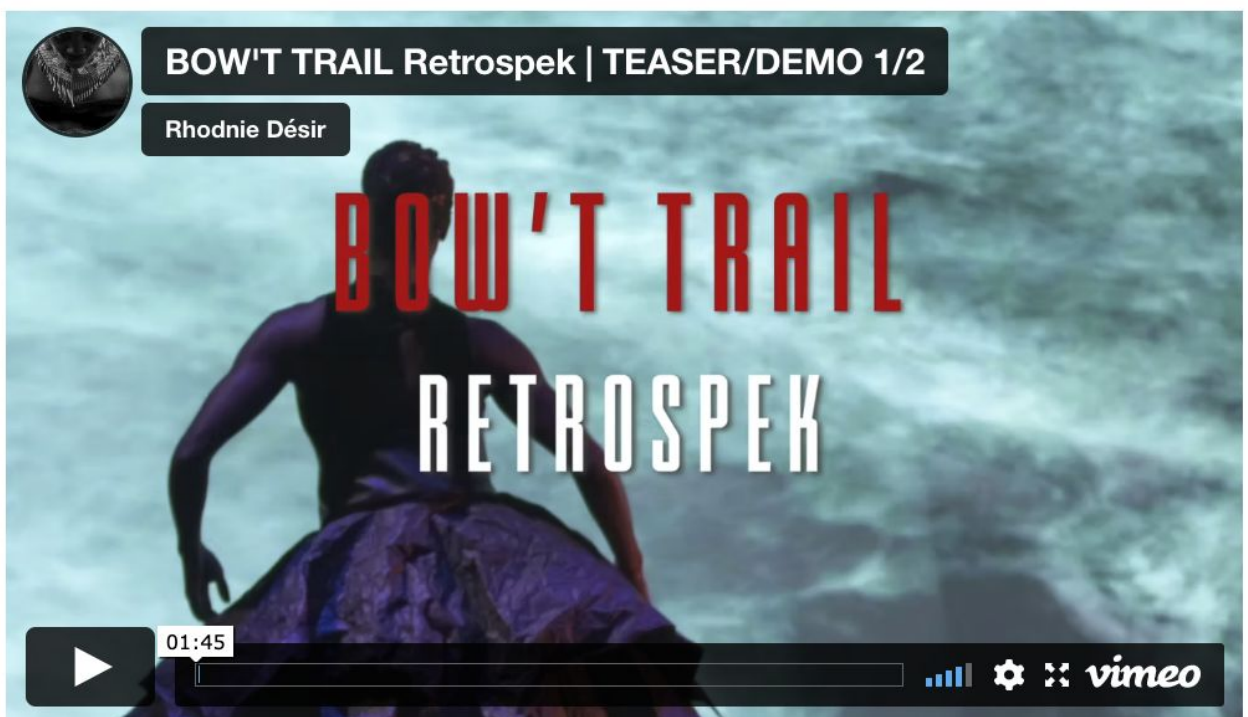 BOW'T TRAIL Retrospek | TEASER/DEMO 1/2
Rhodnie Désir
BOW'T TRAIL
RETROSPEK
01:45
vimeo